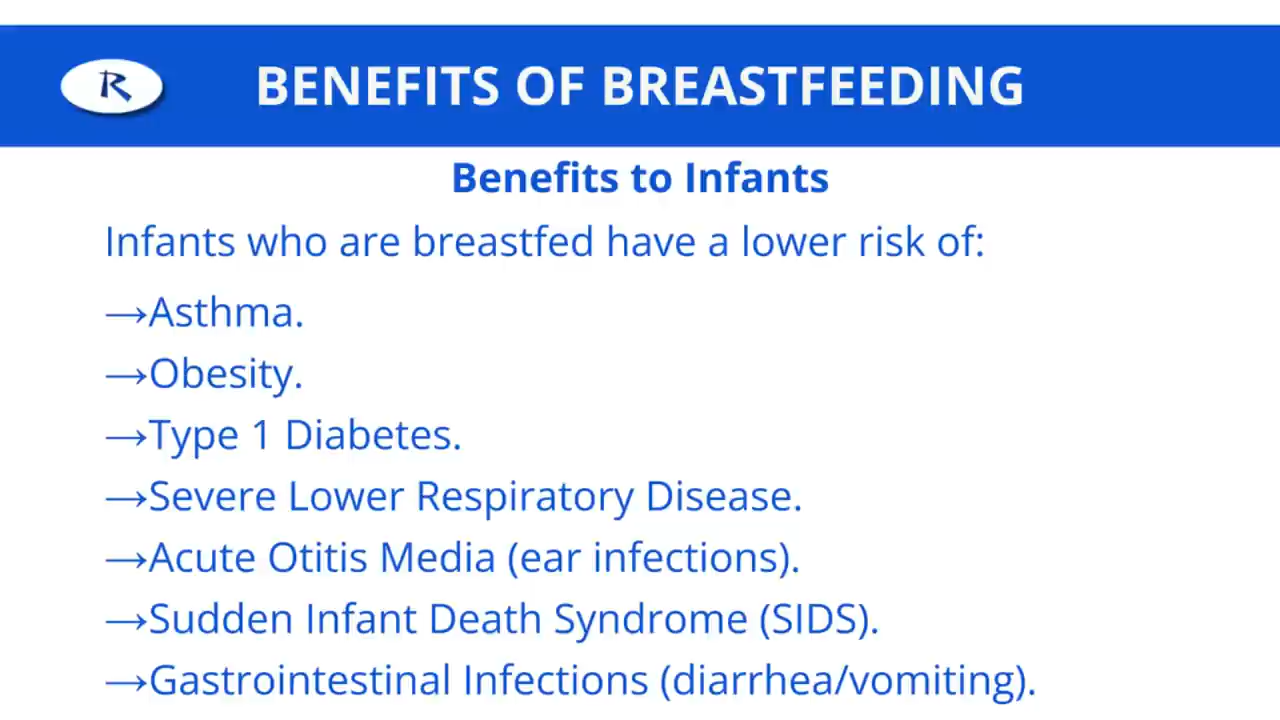 R
BENEFITS OF BREASTFEEDING
Benefits to Infants
Infants who are breastfed have a lower risk of:
→Asthma.
→Obesity.
→Type 1 Diabetes.
→Severe Lower Respiratory Disease.
→Acute Otitis Media (ear infections).
→Sudden Infant Death Syndrome (SIDS).
→Gastrointestinal Infections (diarrhea/vomiting).